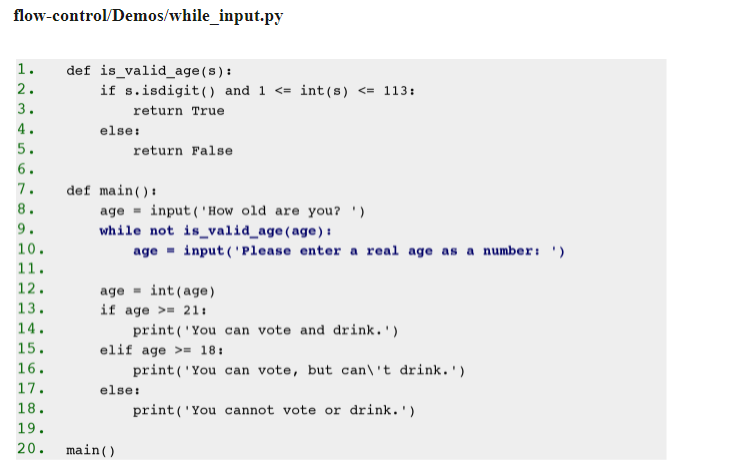 flow-control/Demos/while_input.py
1. def is_valid_age(s):
2.     if s.isdigit() and 1 <= int(s) <= 113:
3.         return True
4.     else:
5.         return False
6.
7. def main():
8.     age = input('How old are you? ')
9.     while not is_valid_age(age):
10.         age = input('Please enter a real age as a number: ')
11.
12.     age = int(age)
13.     if age >= 21:
14.         print('You can vote and drink.')
15.     elif age >= 18:
16.         print('You can vote, but can\'t drink.')
17.     else:
18.         print('You cannot vote or drink.')
19.
20. main()